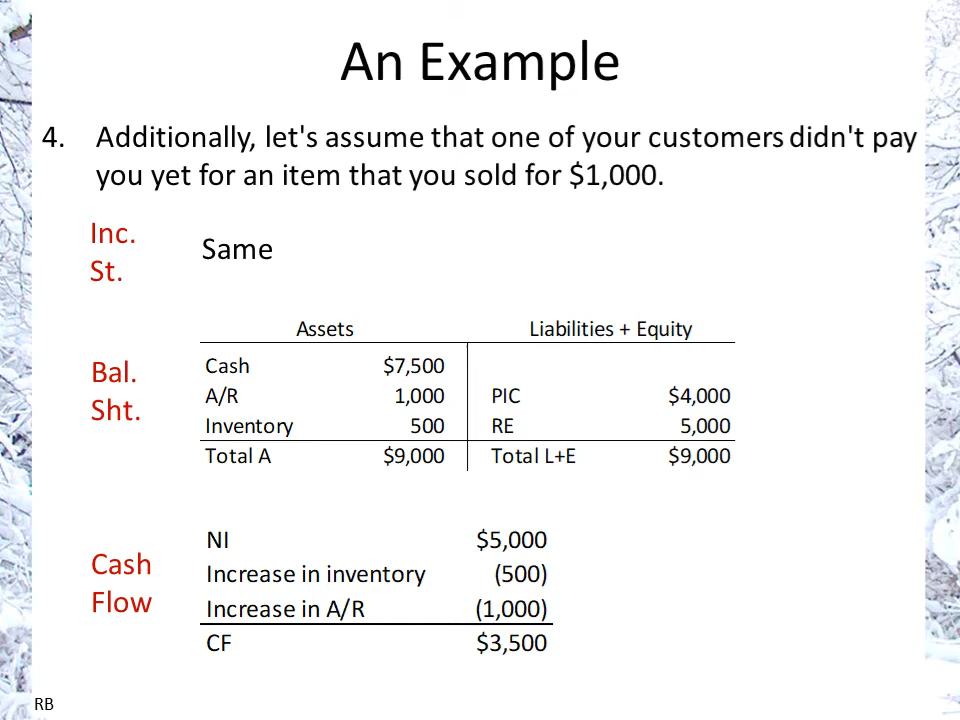 An Example
4. Additionally, let's assume that one of your customers didn't pay
you yet for an item that you sold for $1,000.
Inc.
St.
Same
Assets Liabilities + Equity
Bal.
Sht.
Cash $7,500
A/R 1,000 PIC $4,000
Inventory 500 RE 5,000
Total A $9,000 Total L+E $9,000
Cash
Flow
NI $5,000
Increase in inventory (500)
Increase in A/R (1,000)
CF $3,500
RB